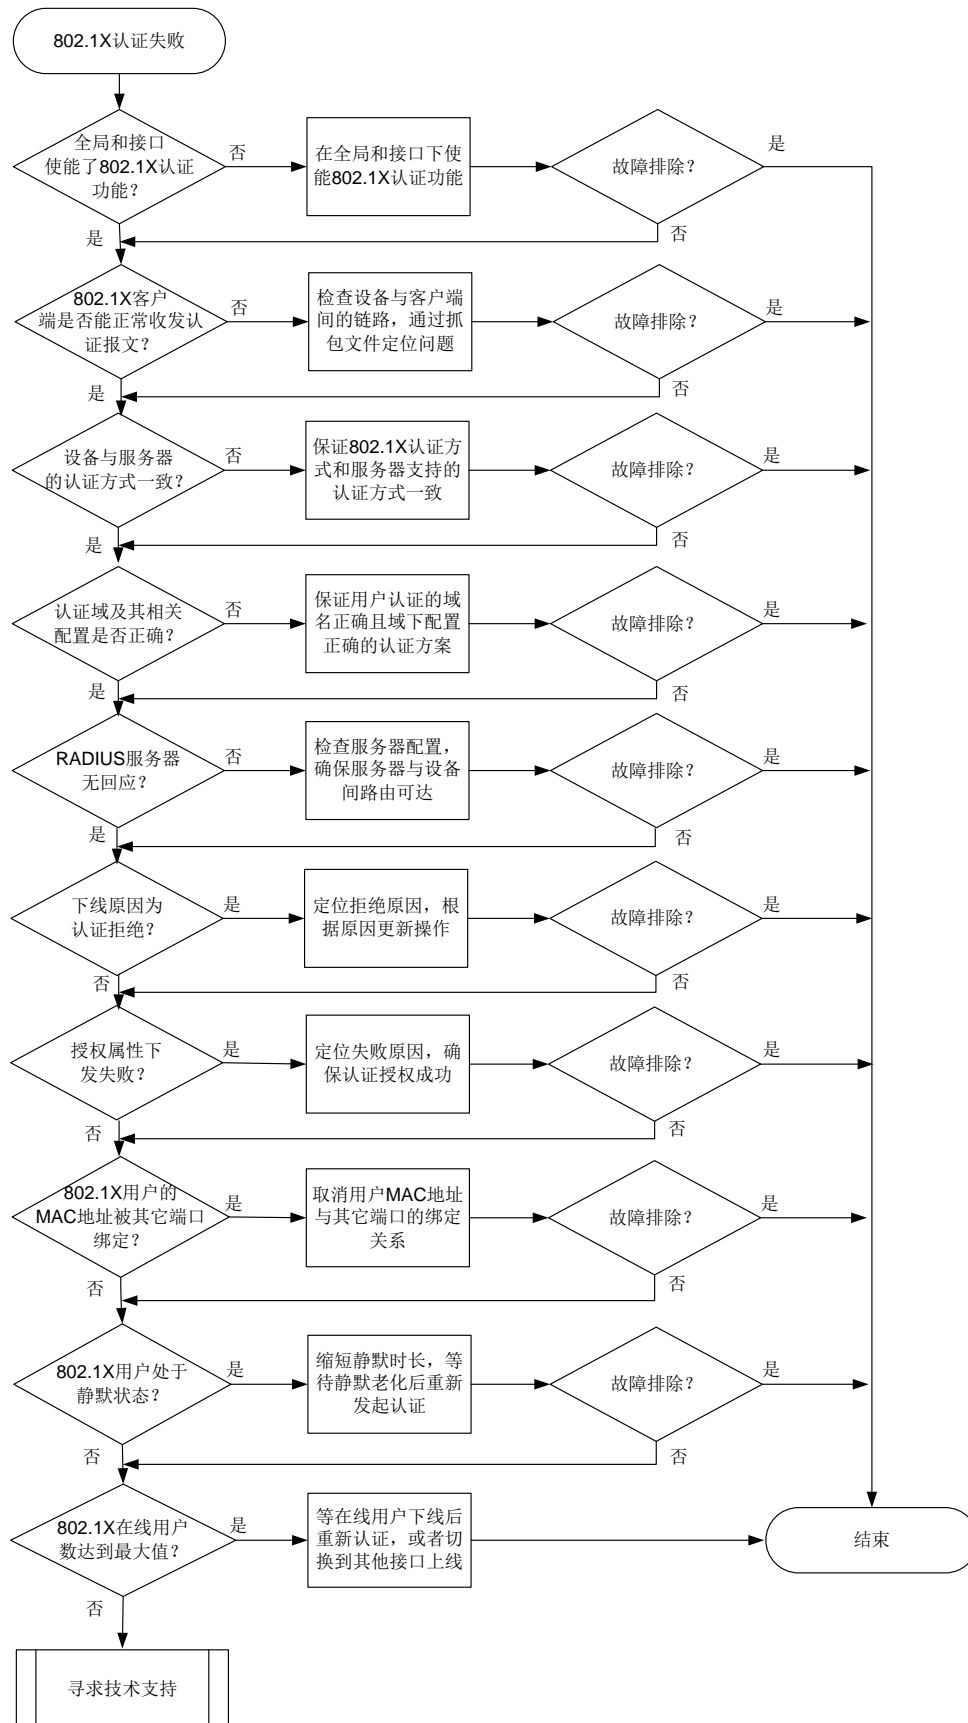 802.1X认证失败
全局和接口
使能了802.1X认证
功能？
否
在全局和接口下使
能802.1X认证功能
故障排除？
是
是
否
802.1X客户
端是否能正常收发认
证报文？
否
检查设备与客户端
间的链路，通过抓
包文件定位问题
故障排除？
是
是
否
设备与服务器
的认证方式一致？
否
保证802.1X认证方
式和服务器支持的
认证方式一致
故障排除？
是
是
否
认证域及其相关
配置是否正确？
否
保证用户认证的域
名正确且域下配置
正确的认证方案
故障排除？
是
是
否
RADIUS服务器
无回应？
否
检查服务器配置，
确保服务器与设备
间路由可达
故障排除？
是
是
否
下线原因为
认证拒绝？
是
定位拒绝原因，根
据原因更新操作
故障排除？
是
否
否
授权属性下
发失败？
是
定位失败原因，确
保认证授权成功
故障排除？
是
否
否
802.1X用户的
MAC地址被其它端口
绑定？
是
取消用户MAC地址
与其它端口的绑定
关系
故障排除？
是
否
否
802.1X用户处于
静默状态？
是
缩短静默时长，等
待静默老化后重新
发起认证
故障排除？
是
否
否
802.1X在线用户
数达到最大值？
是
等在线用户下线后
重新认证，或者切
换到其他接口上线
结束
否
寻求技术支持